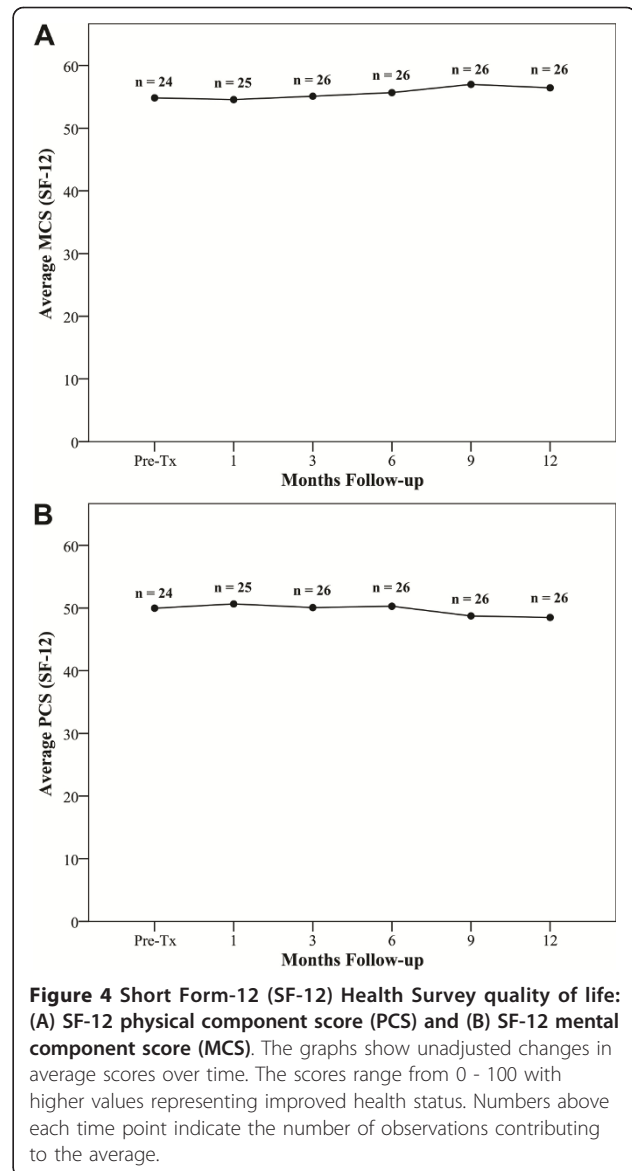 A
60
50
40
30
20
10
0
Average MCS (SF-12)
n = 24 n = 25 n = 26 n = 26 n = 26 n = 26
Pre-Tx 1 3 6 9 12
Months Follow-up
B
60
50
40
30
20
10
0
Average PCS (SF-12)
n = 24 n = 25 n = 26 n = 26 n = 26 n = 26
Pre-Tx 1 3 6 9 12
Months Follow-up
Figure 4 Short Form-12 (SF-12) Health Survey quality of life:
(A) SF-12 physical component score (PCS) and (B) SF-12 mental
component score (MCS). The graphs show unadjusted changes in
average scores over time. The scores range from 0 - 100 with
higher values representing improved health status. Numbers above
each time point indicate the number of observations contributing
to the average.